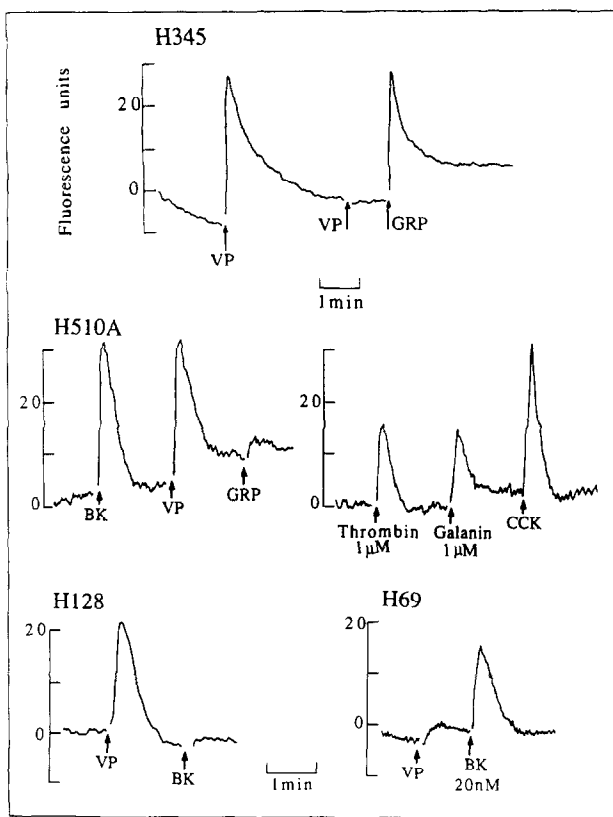 H345
Fluorescence units
20
0
VP
VP
GRP
1min
H510A
20
0
BK
VP
GRP
20
0
Thrombin
1µM
Galanin
1µM
CCK
H128
20
0
VP
BK
1min
H69
20
0
VP
BK
20nM